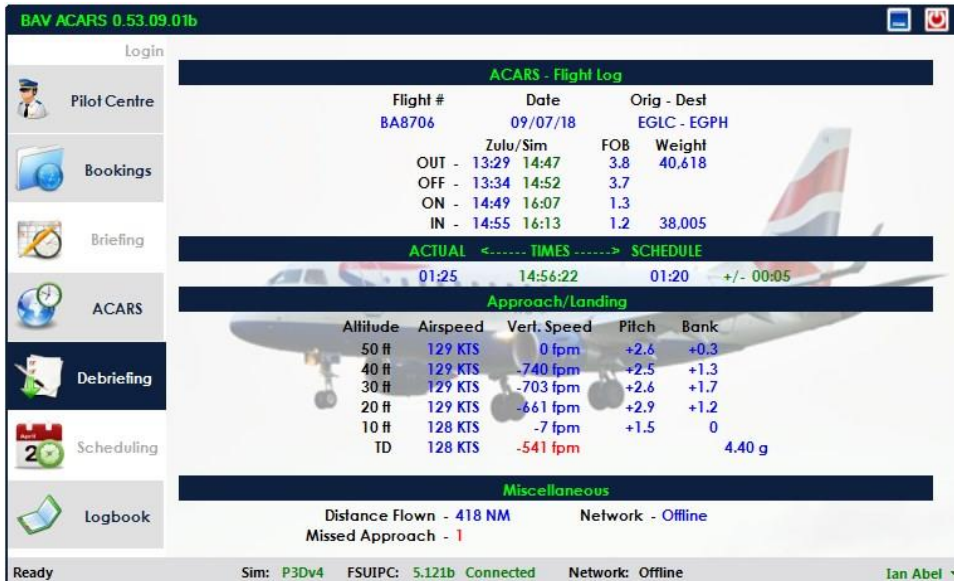 BAV ACARS 0.53.09.01b
Login
Pilot Centre
Bookings
Briefing
ACARS
Debriefing
April
2
Scheduling
Logbook
ACARS - Flight Log
Flight # Date Orig - Dest
BA8706 09/07/18 EGLC - EGPH
Zulu/Sim FOB Weight
OUT - 13:29 14:47 3.8 40,618
OFF - 13:34 14:52 3.7
ON - 14:49 16:07 1.3
IN - 14:55 16:13 1.2 38,005
ACTUAL <------ TIMES ------> SCHEDULE
01:25 14:56:22 01:20 +/- 00:05
Approach/Landing
Altitude Airspeed Vert. Speed Pitch Bank
50 ft 129 KTS 0 fpm +2.6 +0.3
40 ft 129 KTS -740 fpm +2.5 +1.3
30 ft 129 KTS -703 fpm +2.6 +1.7
20 ft 129 KTS -661 fpm +2.9 +1.2
10 ft 128 KTS -7 fpm +1.5 0
TD 128 KTS -541 fpm 4.40 g
Miscellaneous
Distance Flown - 418 NM Network - Offline
Missed Approach - 1
Ready Sim: P3Dv4 FSUIPC: 5.121b Connected Network: Offline Ian Abel